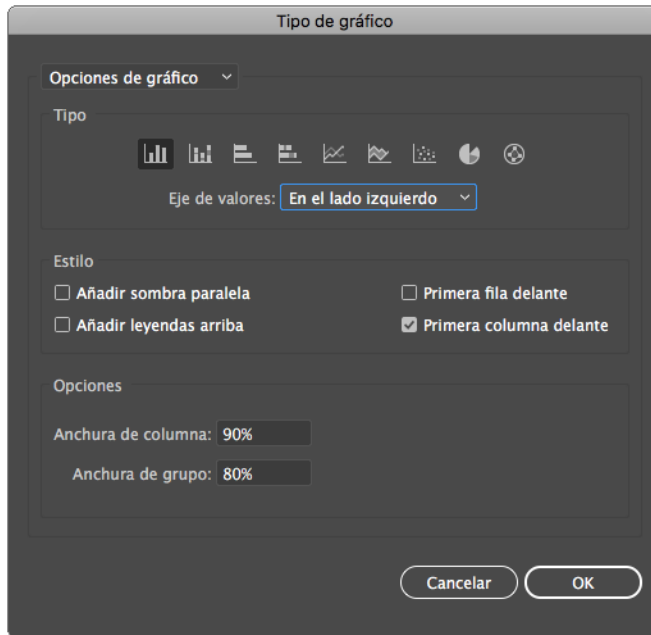 Tipo de gráfico
Opciones de gráfico
Tipo
Eje de valores: En el lado izquierdo
Estilo
Añadir sombra paralela
Primera fila delante
Añadir leyendas arriba
Primera columna delante
Opciones
Anchura de columna: 90%
Anchura de grupo: 80%
Cancelar
OK